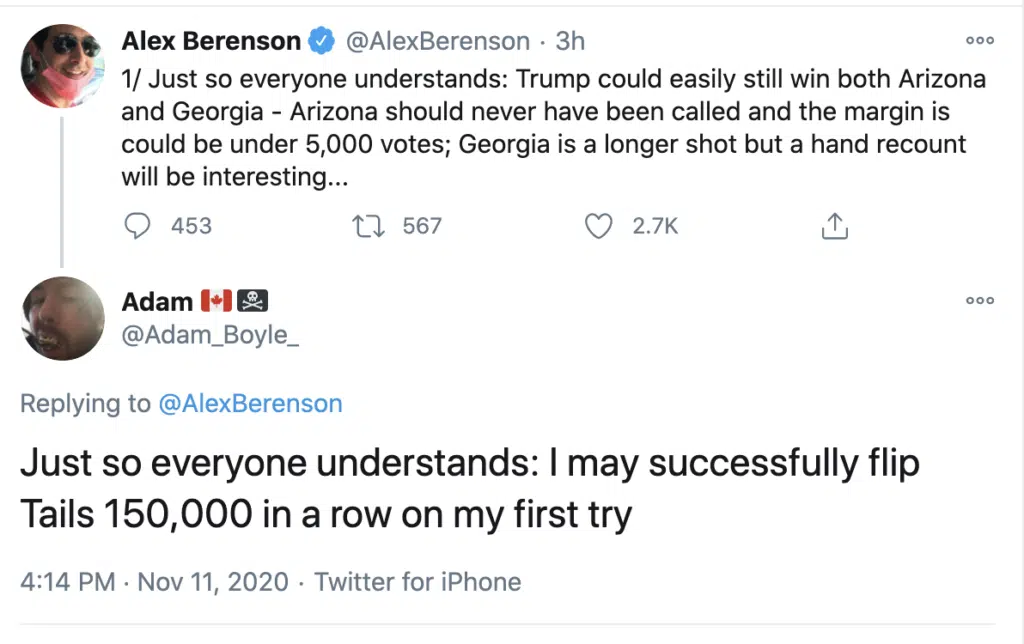 Alex Berenson @AlexBerenson · 3h
1/ Just so everyone understands: Trump could easily still win both Arizona
and Georgia - Arizona should never have been called and the margin is
could be under 5,000 votes; Georgia is a longer shot but a hand recount
will be interesting...
453 567 2.7K
Adam 🇨🇦🏴‍☠️
@Adam_Boyle_
Replying to @AlexBerenson
Just so everyone understands: I may successfully flip
Tails 150,000 in a row on my first try
4:14 PM · Nov 11, 2020 · Twitter for iPhone